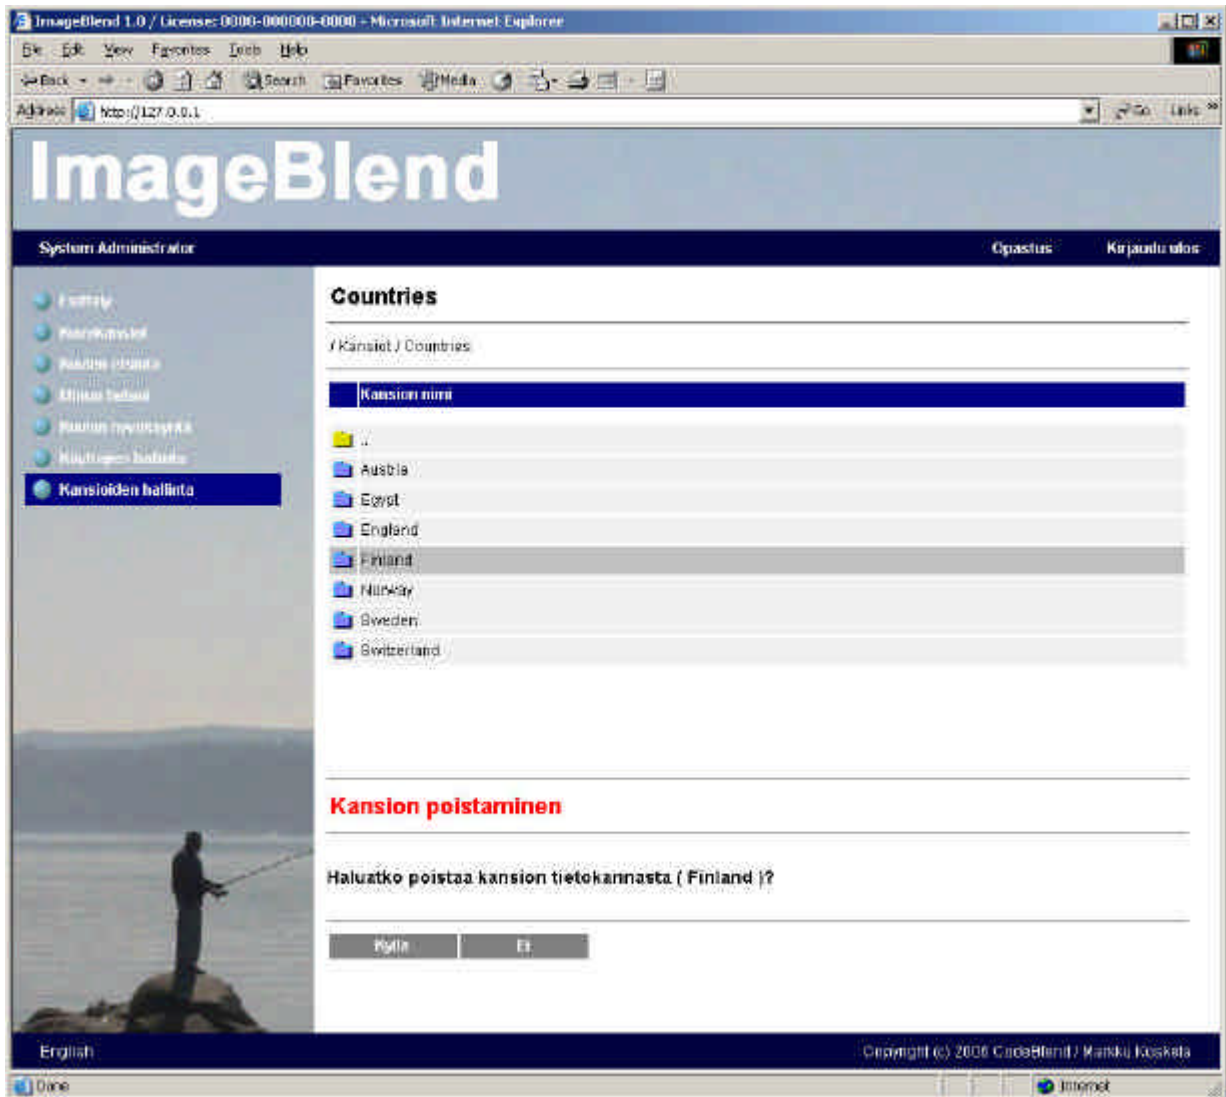 ImageBlend 1.0 / License: 0000-000000-0000 - Microsoft Internet Explorer
File Edit View Favorites Tools Help
Back Search Favorites Media
Address http://127.0.0.1 Go Links »
ImageBlend
System Administrator Opastus Kirjaudu ulos
Kansioiden hallinta
Countries
/ Kansiot / Countries
Kansion nimi
..
Austria
Egypt
England
Finland
Norway
Sweden
Switzerland
Kansion poistaminen
Haluatko poistaa kansion tietokannasta ( Finland )?
Kyllä Ei
English Copyright (c) 2006 CodeBlend / Markku Koskela
Done Internet